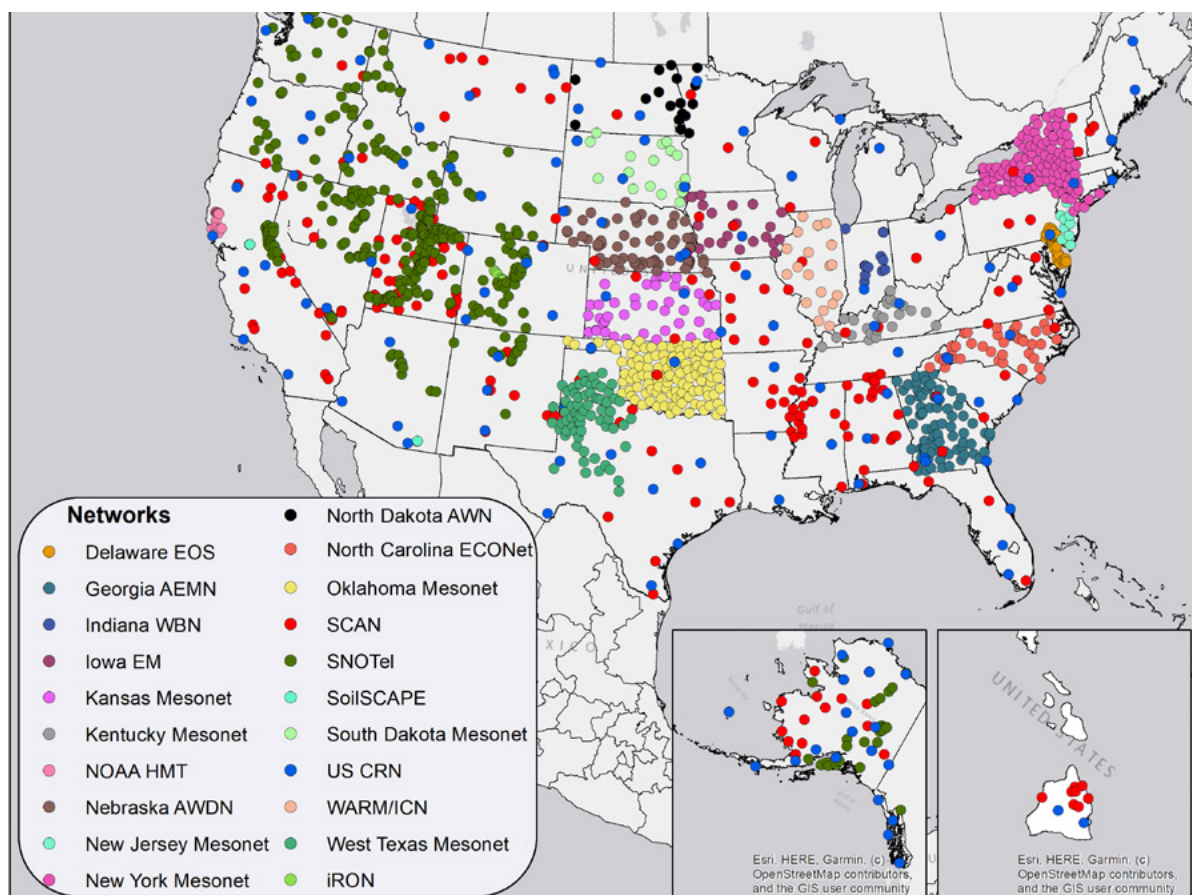 UNITE
Networks
Delaware EOS
Georgia AEMN
Indiana WBN
Iowa EM
Kansas Mesonet
Kentucky Mesonet
NOAA HMT
Nebraska AWDN
New Jersey Mesonet
New York Mesonet
North Dakota AWN
North Carolina ECONet
Oklahoma Mesonet
SCAN
SNOTel
SoilSCAPE
South Dakota Mesonet
US CRN
WARM/ICN
West Texas Mesonet
iRON
XICO
Gulf of
Mexico
Esri, HERE, Garmin, (c)
OpenStreetMap contributors,
and the GIS user community
UNITED STATES
Esri, HERE, Garmin, (c)
OpenStreetMap contributors,
and the GIS user community